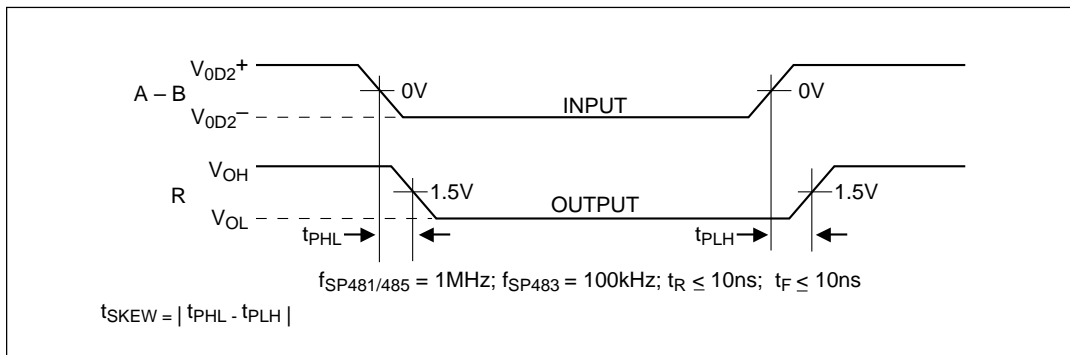 V0D2+
A – B
0V
0V
INPUT
V0D2–
VOH
R
1.5V
1.5V
OUTPUT
VOL
tPHL
tPLH
fSP481/485 = 1MHz; fSP483 = 100kHz; tR ≤ 10ns; tF ≤ 10ns
tSKEW = | tPHL - tPLH |